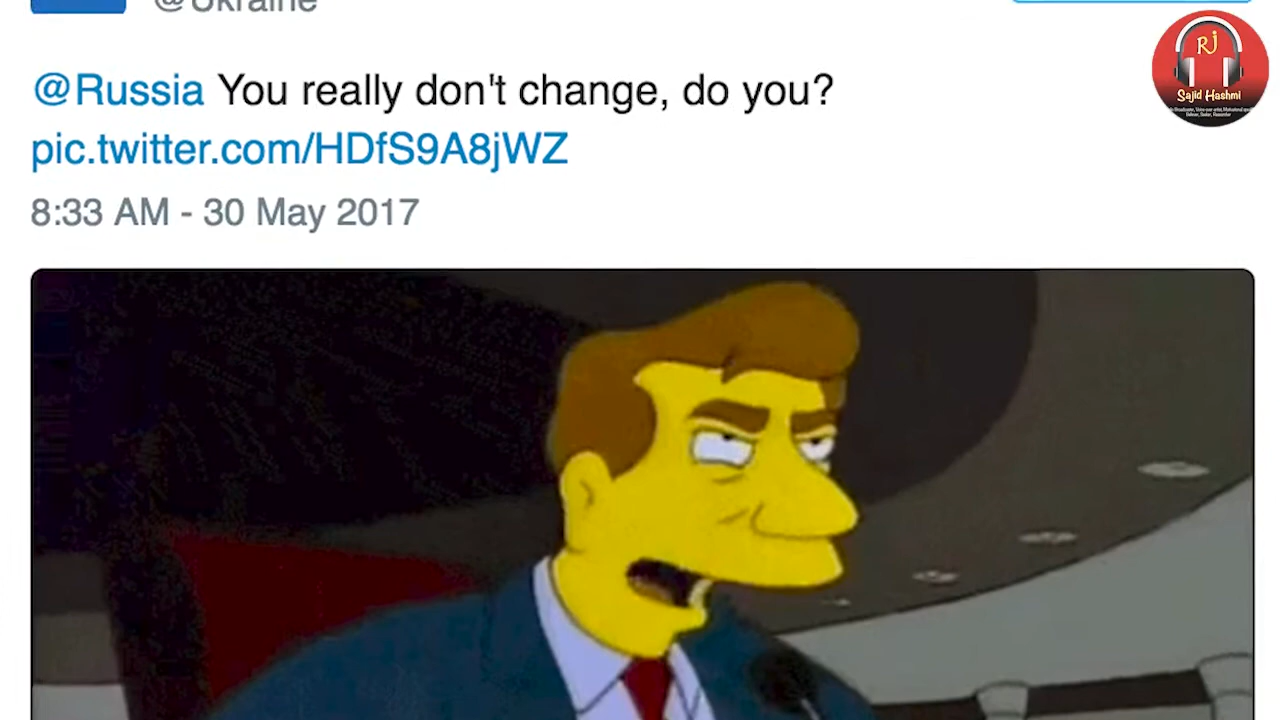 @Ukraine
@Russia You really don't change, do you?
pic.twitter.com/HDfS9A8jWZ
8:33 AM - 30 May 2017
RJ
Sajid Hashmi